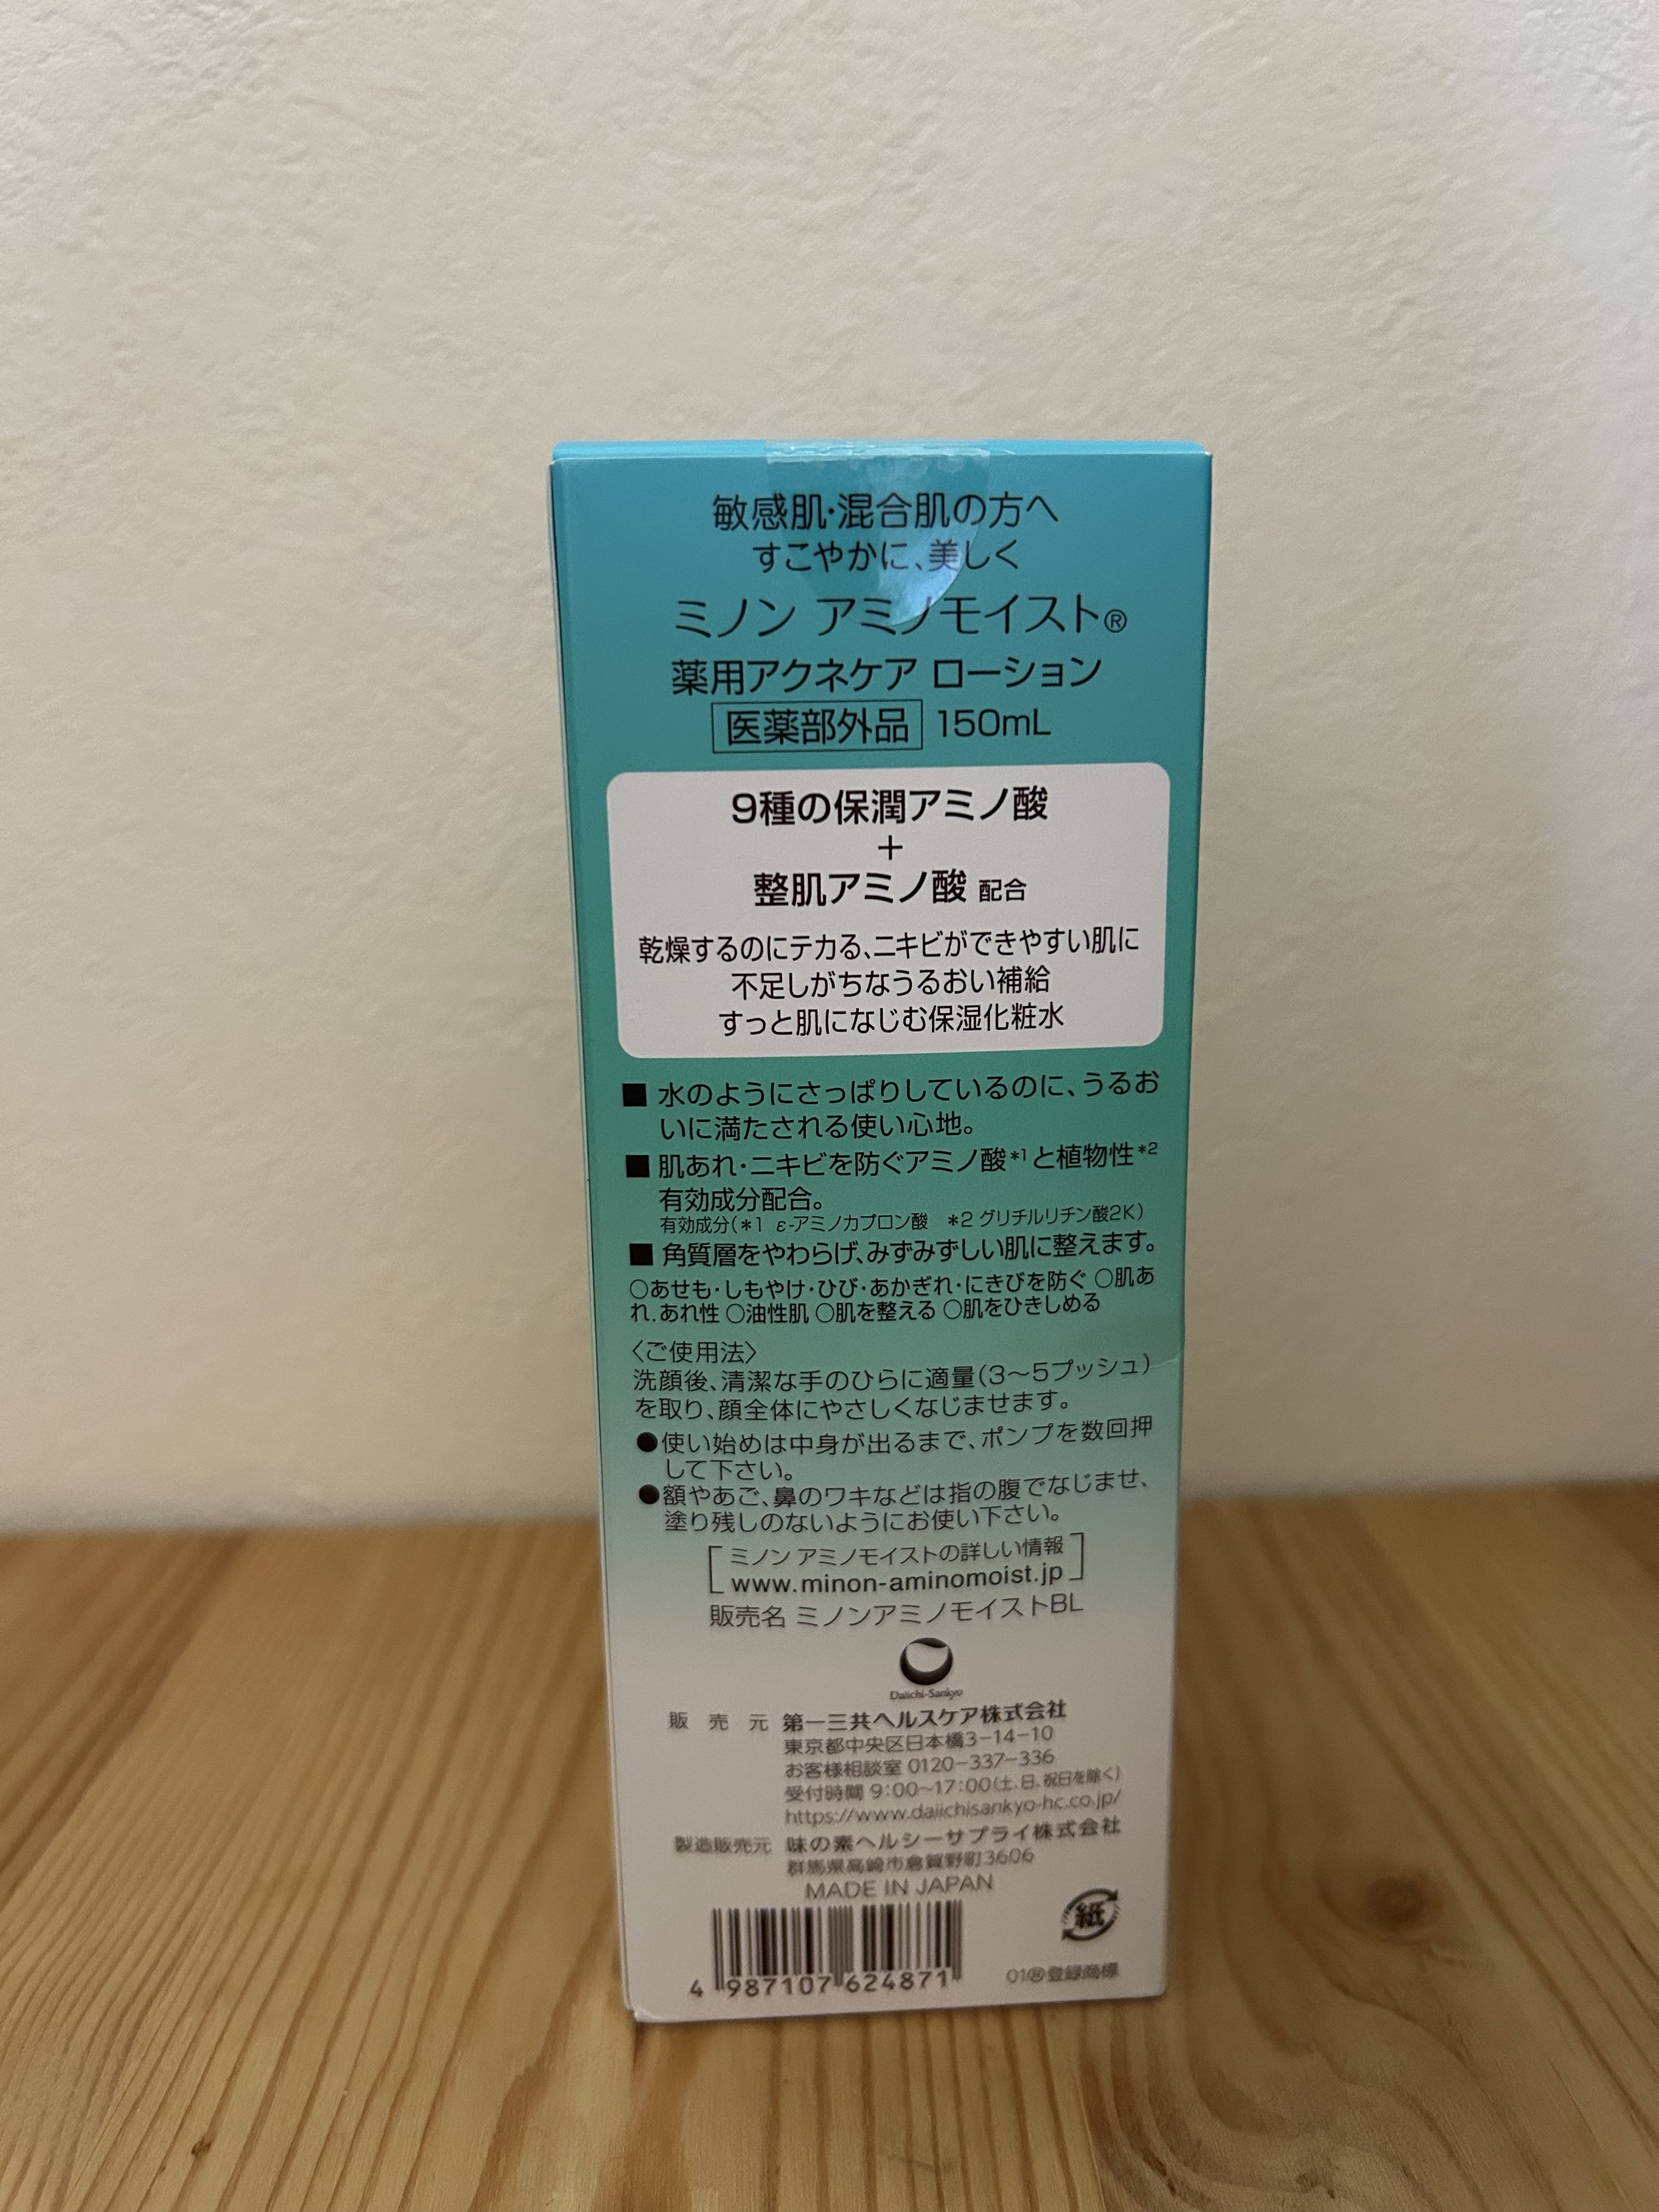 敏感肌・混合肌の方へ
すこやかに、美しく
ミノン アミノモイスト®
薬用アクネケア ローション
医薬部外品 150mL
9種の保潤アミノ酸
+
整肌アミノ酸 配合
乾燥するのにテカる、ニキビができやすい肌に
不足しがちなうるおい補給
すっと肌になじむ保湿化粧水
■ 水のようにさっぱりしているのに、うるお
いに満たされる使い心地。
■ 肌あれ・ニキビを防ぐアミノ酸*1と植物性*2
有効成分配合。
有効成分(*1 ε-アミノカプロン酸 *2 グリチルリチン酸2K)
■ 角質層をやわらげ、みずみずしい肌に整えます。
○あせも・しもやけ・ひび・あかぎれ・にきびを防ぐ ○肌あ
れ.あれ性 ○油性肌 ○肌を整える ○肌をひきしめる
〈ご使用法〉
洗顔後、清潔な手のひらに適量(3〜5プッシュ)
を取り、顔全体にやさしくなじませます。
●使い始めは中身が出るまで、ポンプを数回押
して下さい。
●額やあご、鼻のワキなどは指の腹でなじませ、
塗り残しのないようにお使い下さい。
ミノン アミノモイストの詳しい情報
www.minon-aminomoist.jp
販売名 ミノンアミノモイストBL
Daiichi-Sankyo
販売元 第一三共ヘルスケア株式会社
東京都中央区日本橋3-14-10
お客様相談室 0120-337-336
受付時間 9:00〜17:00(土、日、祝日を除く)
https://www.daiichisankyo-hc.co.jp/
製造販売元 味の素ヘルシーサプライ株式会社
群馬県高崎市倉賀野町3606
MADE IN JAPAN
紙
4 987107 624871
01®登録商標